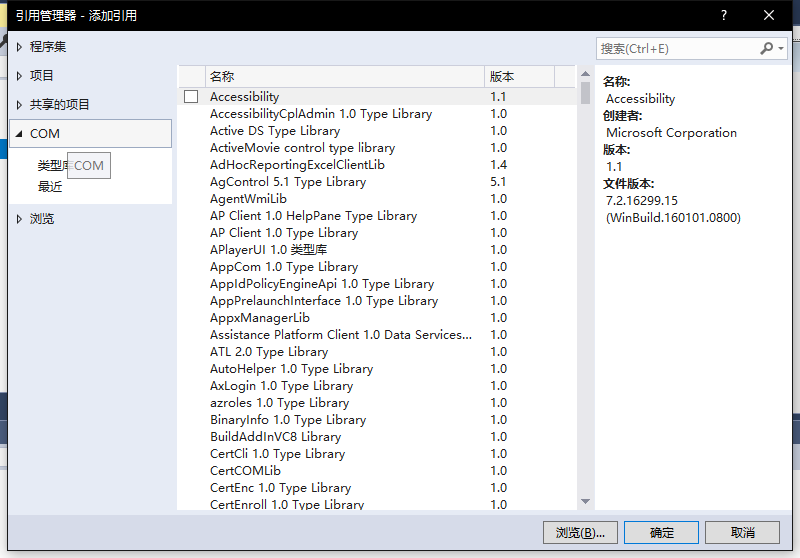 引用管理器 - 添加引用
?
程序集
项目
共享的项目
COM
类型库
COM
最近
浏览
名称 版本
Accessibility 1.1
AccessibilityCplAdmin 1.0 Type Library 1.0
Active DS Type Library 1.0
ActiveMovie control type library 1.0
AdHocReportingExcelClientLib 1.4
AgControl 5.1 Type Library 5.1
AgentWmiLib 1.0
AP Client 1.0 HelpPane Type Library 1.0
AP Client 1.0 Type Library 1.0
APlayerUI 1.0 类型库 1.0
AppCom 1.0 Type Library 1.0
AppIdPolicyEngineApi 1.0 Type Library 1.0
AppPrelaunchInterface 1.0 Type Library 1.0
AppxManagerLib 1.0
Assistance Platform Client 1.0 Data Services... 1.0
ATL 2.0 Type Library 1.0
AutoHelper 1.0 Type Library 1.0
AxLogin 1.0 Type Library 1.0
azroles 1.0 Type Library 1.0
BinaryInfo 1.0 Type Library 1.0
BuildAddInVC8 Library 1.0
CertCli 1.0 Type Library 1.0
CertCOMLib 1.0
CertEnc 1.0 Type Library 1.0
CertEnroll 1.0 Type Library 1.0
搜索(Ctrl+E)
名称:
Accessibility
创建者:
Microsoft Corporation
版本:
1.1
文件版本:
7.2.16299.15
(WinBuild.160101.0800)
浏览(B)... 确定 取消